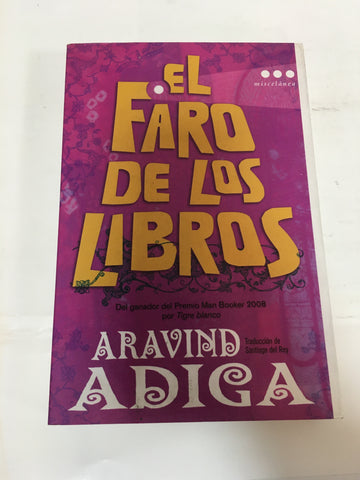 miscelánea
EL
FARO
DE LOS
LIBROS
Del ganador del Premio Man Booker 2008
por Tigre blanco
ARAVIND
Traducción de
Santiago del Rey
ADIGA